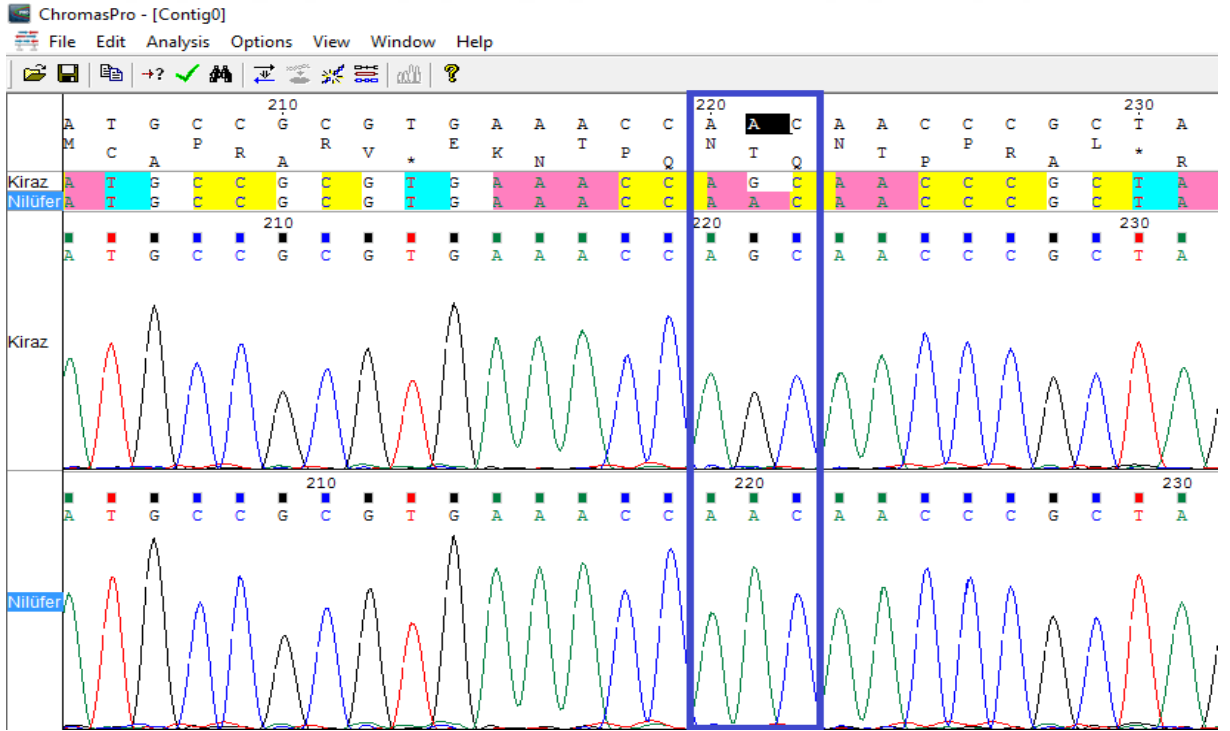 ChromasPro - [Contig0]
File Edit Analysis Options View Window Help
210 220 230
A T G C C G C G T G A A A C C A A C A A C C C G C T A
M P R E T N N P L
C R V K P T T R *
A A * N Q Q P A R
Kiraz A T G C C G C G T G A A A C C A G C A A C C C G C T A
Nilüfer A T G C C G C G T G A A A C C A A C A A C C C G C T A
210 220 230
A T G C C G C G T G A A A C C A G C A A C C C G C T A
Kiraz
210 220 230
A T G C C G C G T G A A A C C A A C A A C C C G C T A
Nilüfer